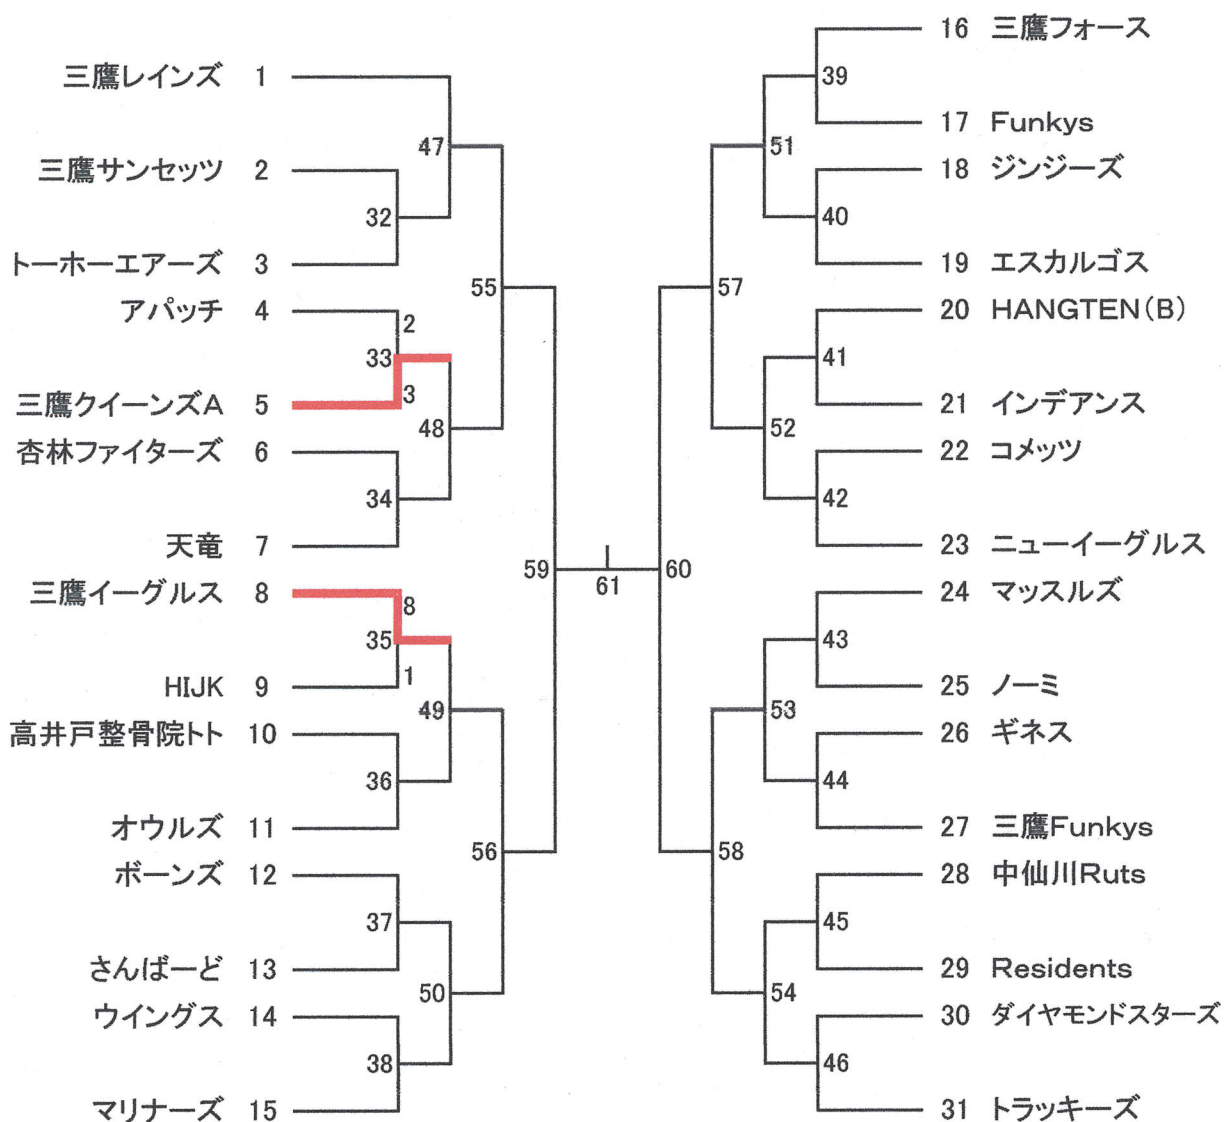 三鷹レインズ 1
47
三鷹サンセッツ 2
32
トーホーエアーズ 3
55
アパッチ 4
2
33
3
三鷹クイーンズA 5
48
杏林ファイターズ 6
34
天竜 7
59
三鷹イーグルス 8
8
35
1
HIJK 9
49
高井戸整骨院トト 10
36
オウルズ 11
56
ボーンズ 12
37
さんばーど 13
50
ウイングス 14
38
マリナーズ 15
61
16 三鷹フォース
39
17 Funkys
51
18 ジンジーズ
40
19 エスカルゴス
57
20 HANGTEN(B)
41
21 インデアンス
52
22 コメッツ
42
23 ニューイーグルス
60
24 マッスルズ
43
25 ノーミ
53
26 ギネス
44
27 三鷹Funkys
58
28 中仙川Ruts
45
29 Residents
54
30 ダイヤモンドスターズ
46
31 トラッキーズ